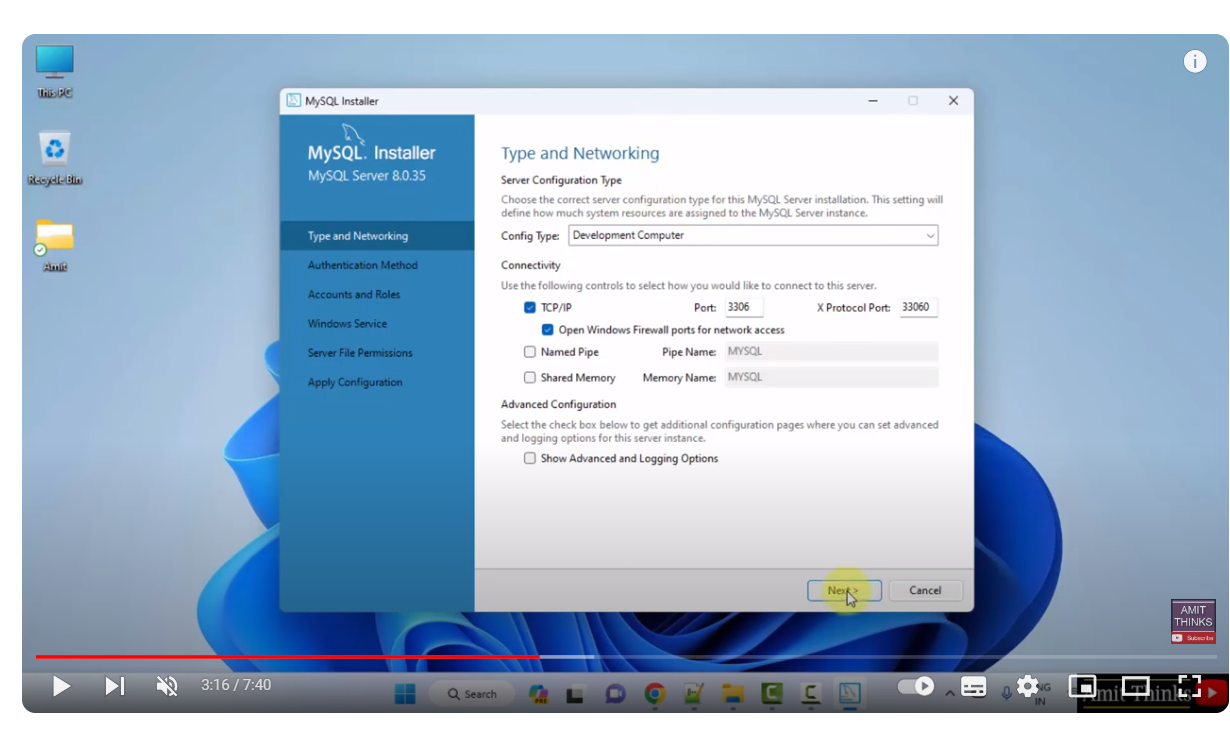 This PC
Recycle Bin
Amit
MySQL Installer
MySQL. Installer
MySQL Server 8.0.35
Type and Networking
Authentication Method
Accounts and Roles
Windows Service
Server File Permissions
Apply Configuration
Type and Networking
Server Configuration Type
Choose the correct server configuration type for this MySQL Server installation. This setting will
define how much system resources are assigned to the MySQL Server instance.
Config Type: Development Computer
Connectivity
Use the following controls to select how you would like to connect to this server.
TCP/IP Port: 3306 X Protocol Port: 33060
Open Windows Firewall ports for network access
Named Pipe Pipe Name: MYSQL
Shared Memory Memory Name: MYSQL
Advanced Configuration
Select the check box below to get additional configuration pages where you can set advanced
and logging options for this server instance.
Show Advanced and Logging Options
Next > Cancel
AMIT
THINKS
Subscribe
3:16 / 7:40
Search
IN
Amit Thinks